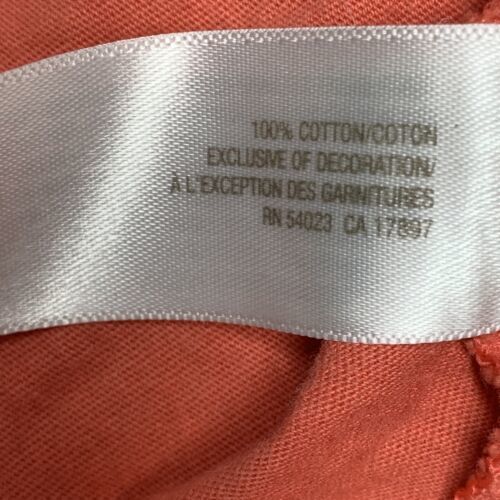 100% COTTON/COTON
EXCLUSIVE OF DECORATION/
À L'EXCEPTION DES GARNITURES
RN 54023 CA 17897